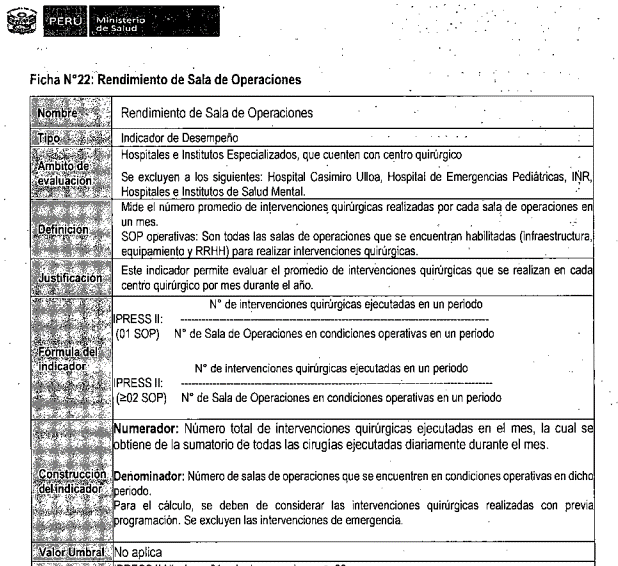 PERÚ Ministerio
de Salud
Ficha N°22: Rendimiento de Sala de Operaciones
Nombre Rendimiento de Sala de Operaciones
Tipo Indicador de Desempeño
Ámbito de evaluación
Hospitales e Institutos Especializados, que cuenten con centro quirúrgico
Se excluyen a los siguientes: Hospital Casimiro Ulloa, Hospital de Emergencias Pediátricas, INR,
Hospitales e Institutos de Salud Mental.
Definición
Mide el número promedio de intervenciones quirúrgicas realizadas por cada sala de operaciones en
un mes.
SOP operativas: Son todas las salas de operaciones que se encuentran habilitadas (infraestructura,
equipamiento y RRHH) para realizar intervenciones quirúrgicas.
Justificación
Este indicador permite evaluar el promedio de intervenciones quirúrgicas que se realizan en cada
centro quirúrgico por mes durante el año.
Fórmula del
indicador
N° de intervenciones quirúrgicas ejecutadas en un periodo
IPRESS II: ----------------------------------------
(01 SOP) N° de Sala de Operaciones en condiciones operativas en un periodo
N° de intervenciones quirúrgicas ejecutadas en un periodo
IPRESS II: ----------------------------------------
(≥02 SOP) N° de Sala de Operaciones en condiciones operativas en un periodo
Construcción
del indicador
Numerador: Número total de intervenciones quirúrgicas ejecutadas en el mes, la cual se
obtiene de la sumatorio de todas las cirugías ejecutadas diariamente durante el mes.
Denominador: Número de salas de operaciones que se encuentren en condiciones operativas en dicho
periodo.
Para el cálculo, se deben de considerar las intervenciones quirúrgicas realizadas con previa
programación. Se excluyen las intervenciones de emergencia.
Valor Umbral No aplica